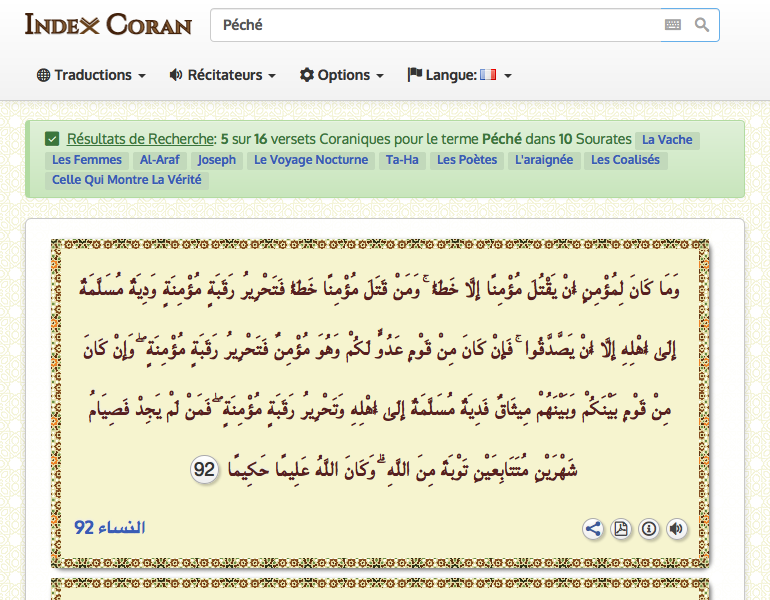 INDEX CORAN
Péché
Traductions Récitateurs Options Langue:
Résultats de Recherche: 5 sur 16 versets Coraniques pour le terme Péché dans 10 Sourates La Vache
Les Femmes Al-Araf Joseph Le Voyage Nocturne Ta-Ha Les Poètes L'araignée Les Coalisés
Celle Qui Montre La Vérité
وَمَا كَانَ لِمُؤْمِنٍ أَنْ يَقْتُلَ مُؤْمِنًا إِلَّا خَطَأً ۚ وَمَنْ قَتَلَ مُؤْمِنًا خَطَأً فَتَحْرِيرُ رَقَبَةٍ مُؤْمِنَةٍ وَدِيَةٌ مُسَلَّمَةٌ
إِلَىٰ أَهْلِهِ إِلَّا أَنْ يَصَّدَّقُوا ۚ فَإِنْ كَانَ مِنْ قَوْمٍ عَدُوٍّ لَكُمْ وَهُوَ مُؤْمِنٌ فَتَحْرِيرُ رَقَبَةٍ مُؤْمِنَةٍ ۖ وَإِنْ كَانَ
مِنْ قَوْمٍ بَيْنَكُمْ وَبَيْنَهُمْ مِيثَاقٌ فَدِيَةٌ مُسَلَّمَةٌ إِلَىٰ أَهْلِهِ وَتَحْرِيرُ رَقَبَةٍ مُؤْمِنَةٍ ۖ فَمَنْ لَمْ يَجِدْ فَصِيَامُ
شَهْرَيْنِ مُتَتَابِعَيْنِ تَوْبَةً مِنَ اللَّهِ ۗ وَكَانَ اللَّهُ عَلِيمًا حَكِيمًا 92
النساء 92